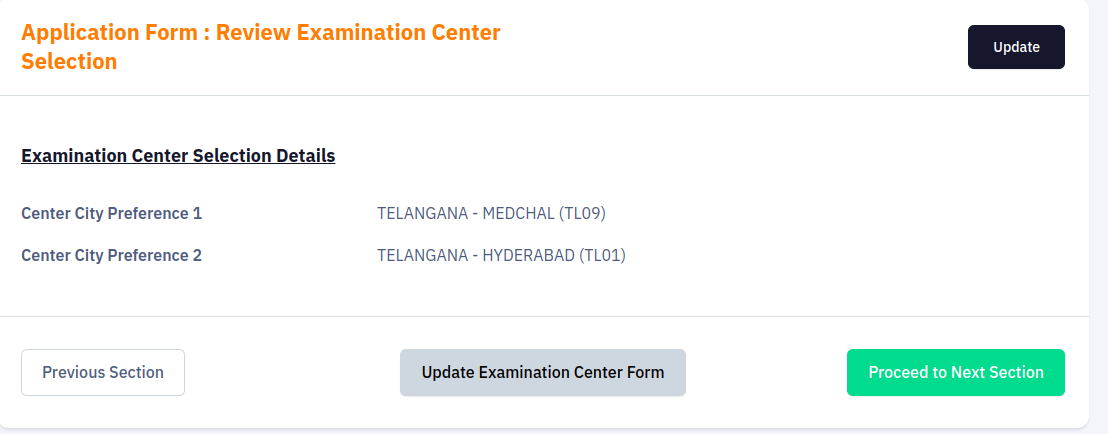 Application Form : Review Examination Center
Selection
Update
Examination Center Selection Details
Center City Preference 1 TELANGANA - MEDCHAL (TL09)
Center City Preference 2 TELANGANA - HYDERABAD (TL01)
Previous Section Update Examination Center Form Proceed to Next Section